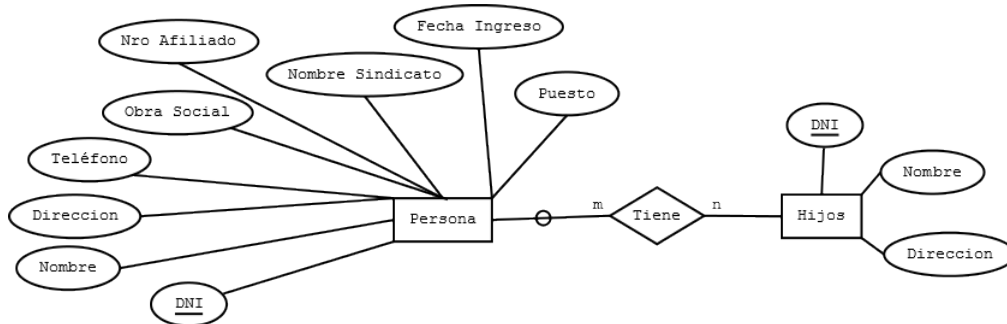 Fecha Ingreso
Nro Afiliado
Nombre Sindicato
Puesto
Obra Social
DNI
Teléfono
Nombre
Direccion
Persona
m
Tiene
n
Hijos
Nombre
Direccion
DNI